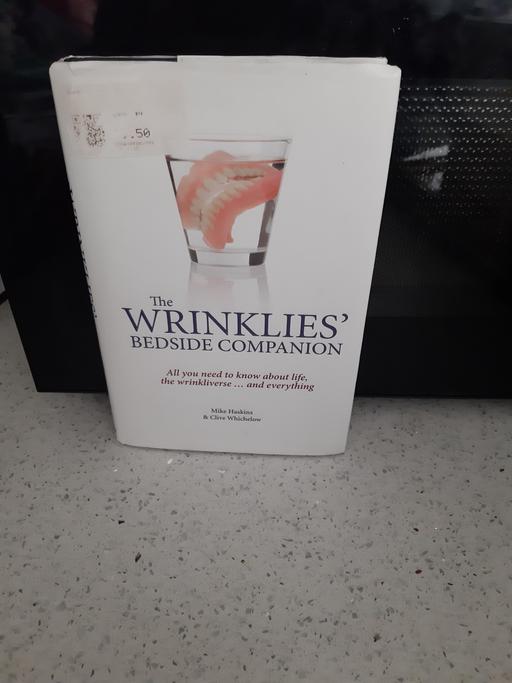 .50
The
WRINKLIES'
BEDSIDE COMPANION
All you need to know about life,
the wrinkliverse ... and everything
Mike Haskins
& Clive Whichelow